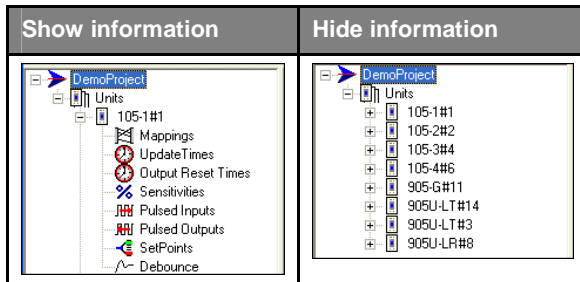 Show information
Hide information
DemoProject
Units
105-1#1
Mappings
UpdateTimes
Output Reset Times
Sensitivities
Pulsed Inputs
Pulsed Outputs
SetPoints
Debounce
DemoProject
Units
105-1#1
105-2#2
105-3#4
105-4#6
905-G#11
905U-LT#14
905U-LT#3
905U-LR#8